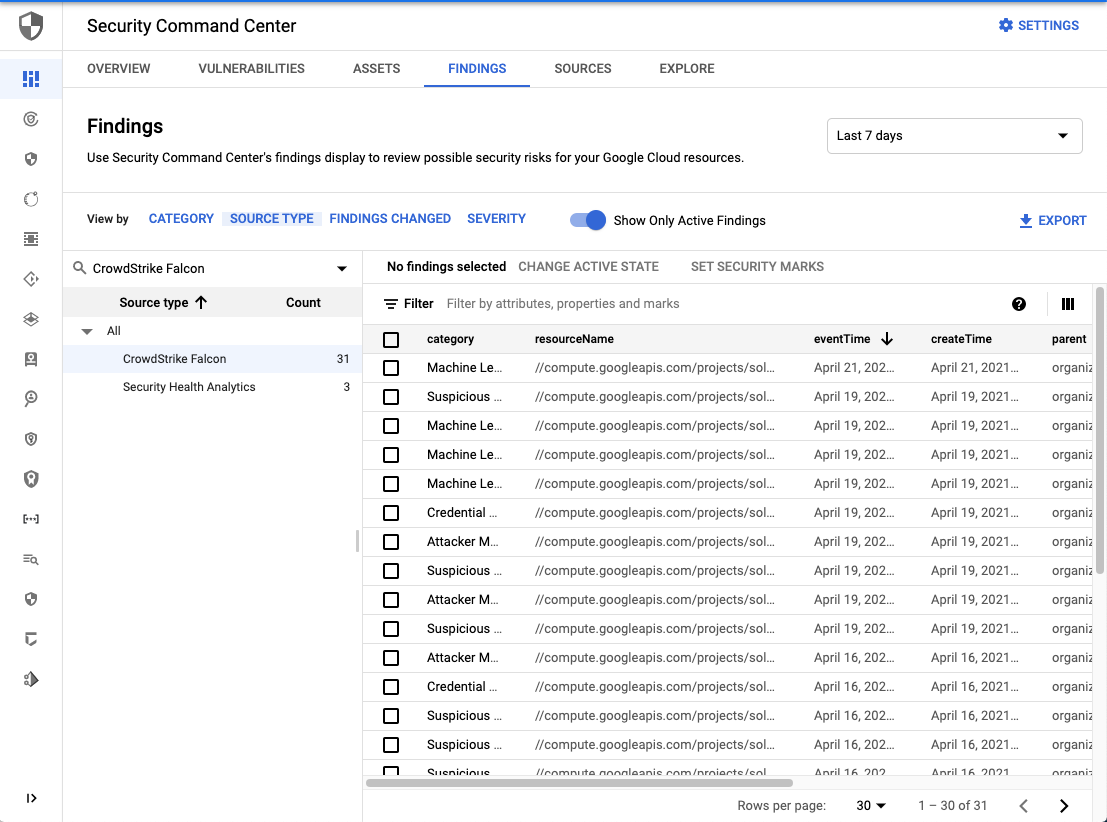 Security Command Center
SETTINGS
OVERVIEW VULNERABILITIES ASSETS FINDINGS SOURCES EXPLORE
Findings
Last 7 days
Use Security Command Center's findings display to review possible security risks for your Google Cloud resources.
View by CATEGORY SOURCE TYPE FINDINGS CHANGED SEVERITY Show Only Active Findings EXPORT
CrowdStrike Falcon
Source type Count
All
CrowdStrike Falcon 31
Security Health Analytics 3
No findings selected CHANGE ACTIVE STATE SET SECURITY MARKS
Filter Filter by attributes, properties and marks
category resourceName eventTime createTime parent
Machine Le... //compute.googleapis.com/projects/sol... April 21, 202... April 21, 2021... organiz
Suspicious ... //compute.googleapis.com/projects/sol... April 19, 202... April 19, 2021... organiz
Machine Le... //compute.googleapis.com/projects/sol... April 19, 202... April 19, 2021... organiz
Machine Le... //compute.googleapis.com/projects/sol... April 19, 202... April 19, 2021... organiz
Machine Le... //compute.googleapis.com/projects/sol... April 19, 202... April 19, 2021... organiz
Credential ... //compute.googleapis.com/projects/sol... April 19, 202... April 19, 2021... organiz
Attacker M... //compute.googleapis.com/projects/sol... April 19, 202... April 19, 2021... organiz
Suspicious ... //compute.googleapis.com/projects/sol... April 19, 202... April 19, 2021... organiz
Attacker M... //compute.googleapis.com/projects/sol... April 19, 202... April 19, 2021... organiz
Suspicious ... //compute.googleapis.com/projects/sol... April 19, 202... April 19, 2021... organiz
Attacker M... //compute.googleapis.com/projects/sol... April 16, 202... April 16, 2021... organiz
Credential ... //compute.googleapis.com/projects/sol... April 16, 202... April 16, 2021... organiz
Suspicious ... //compute.googleapis.com/projects/sol... April 16, 202... April 16, 2021... organiz
Suspicious ... //compute.googleapis.com/projects/sol... April 16, 202... April 16, 2021... organiz
Suspicious ... //compute.googleapis.com/projects/sol... April 16, 202... April 16, 2021... organiz
Rows per page: 30 1 – 30 of 31